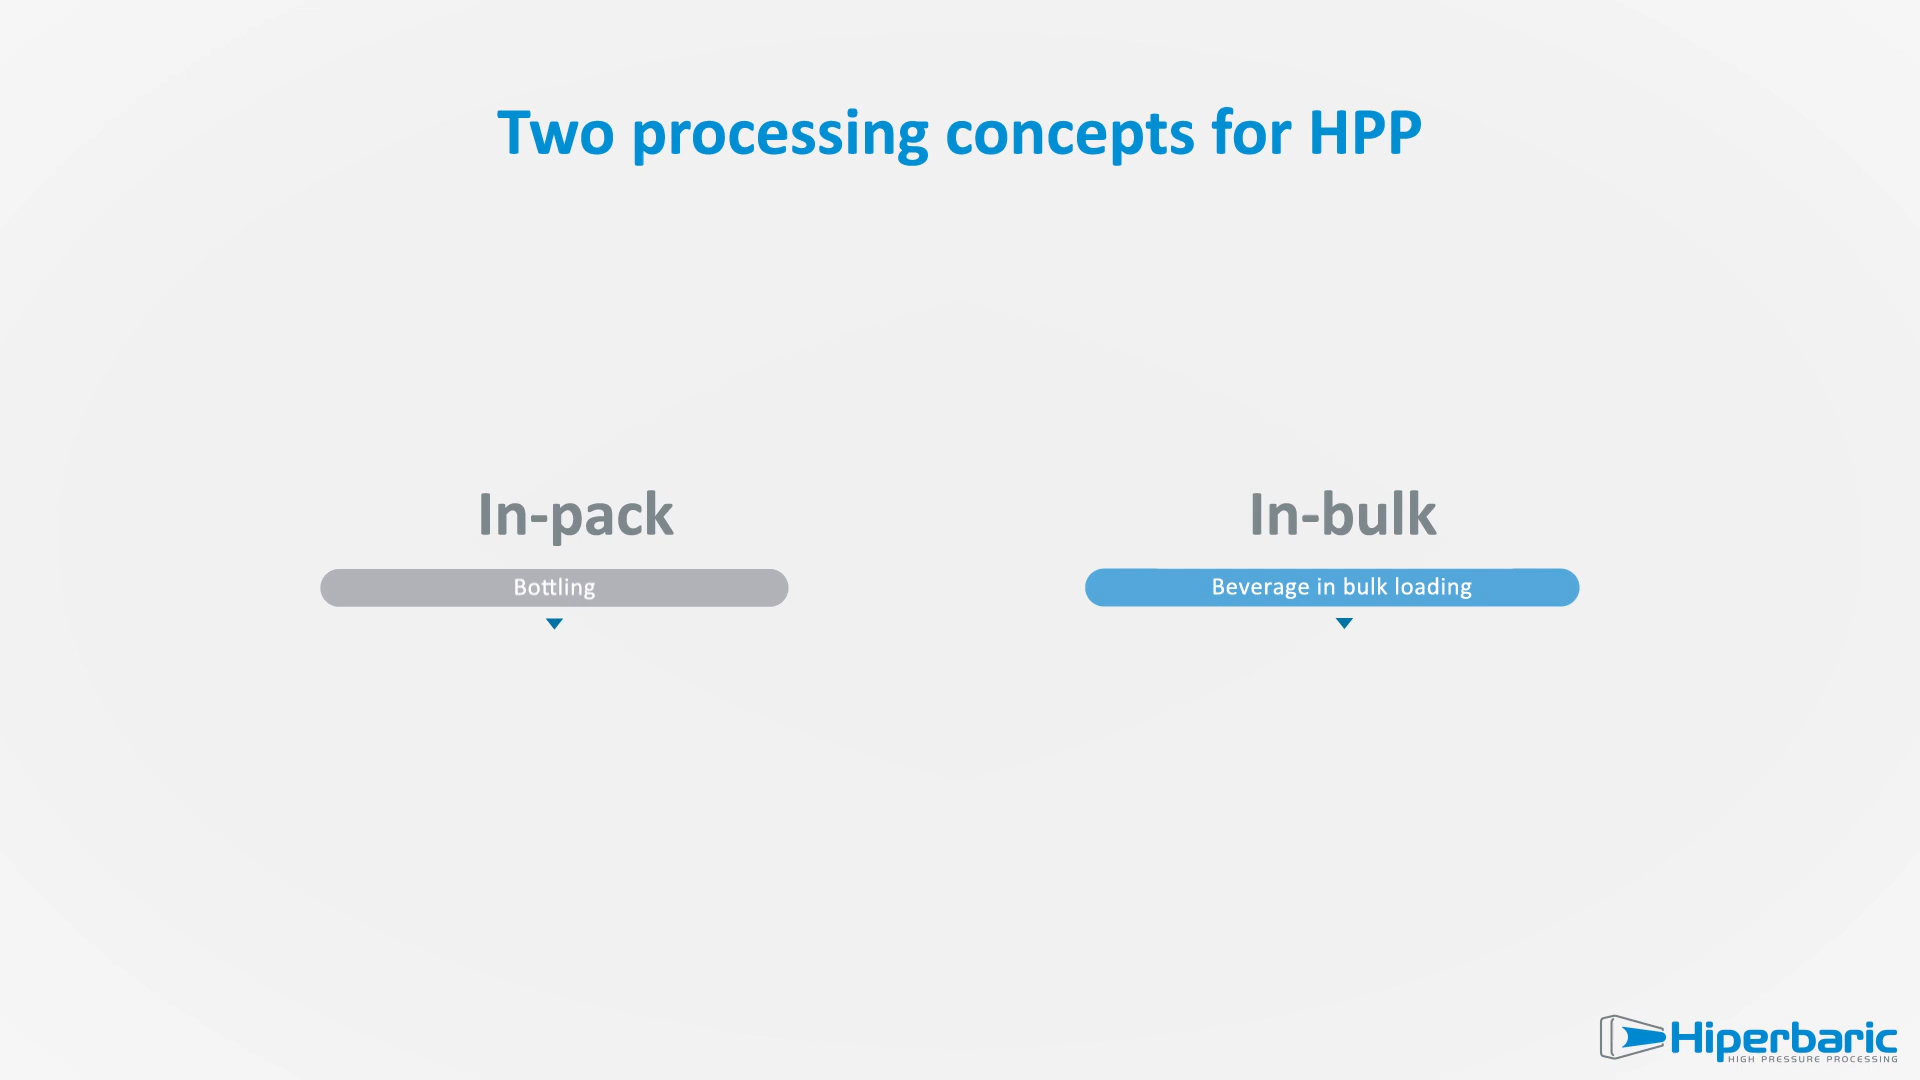 Two processing concepts for HPP
In-pack
Bottling
In-bulk
Beverage in bulk loading
Hiperbaric
HIGH PRESSURE PROCESSING